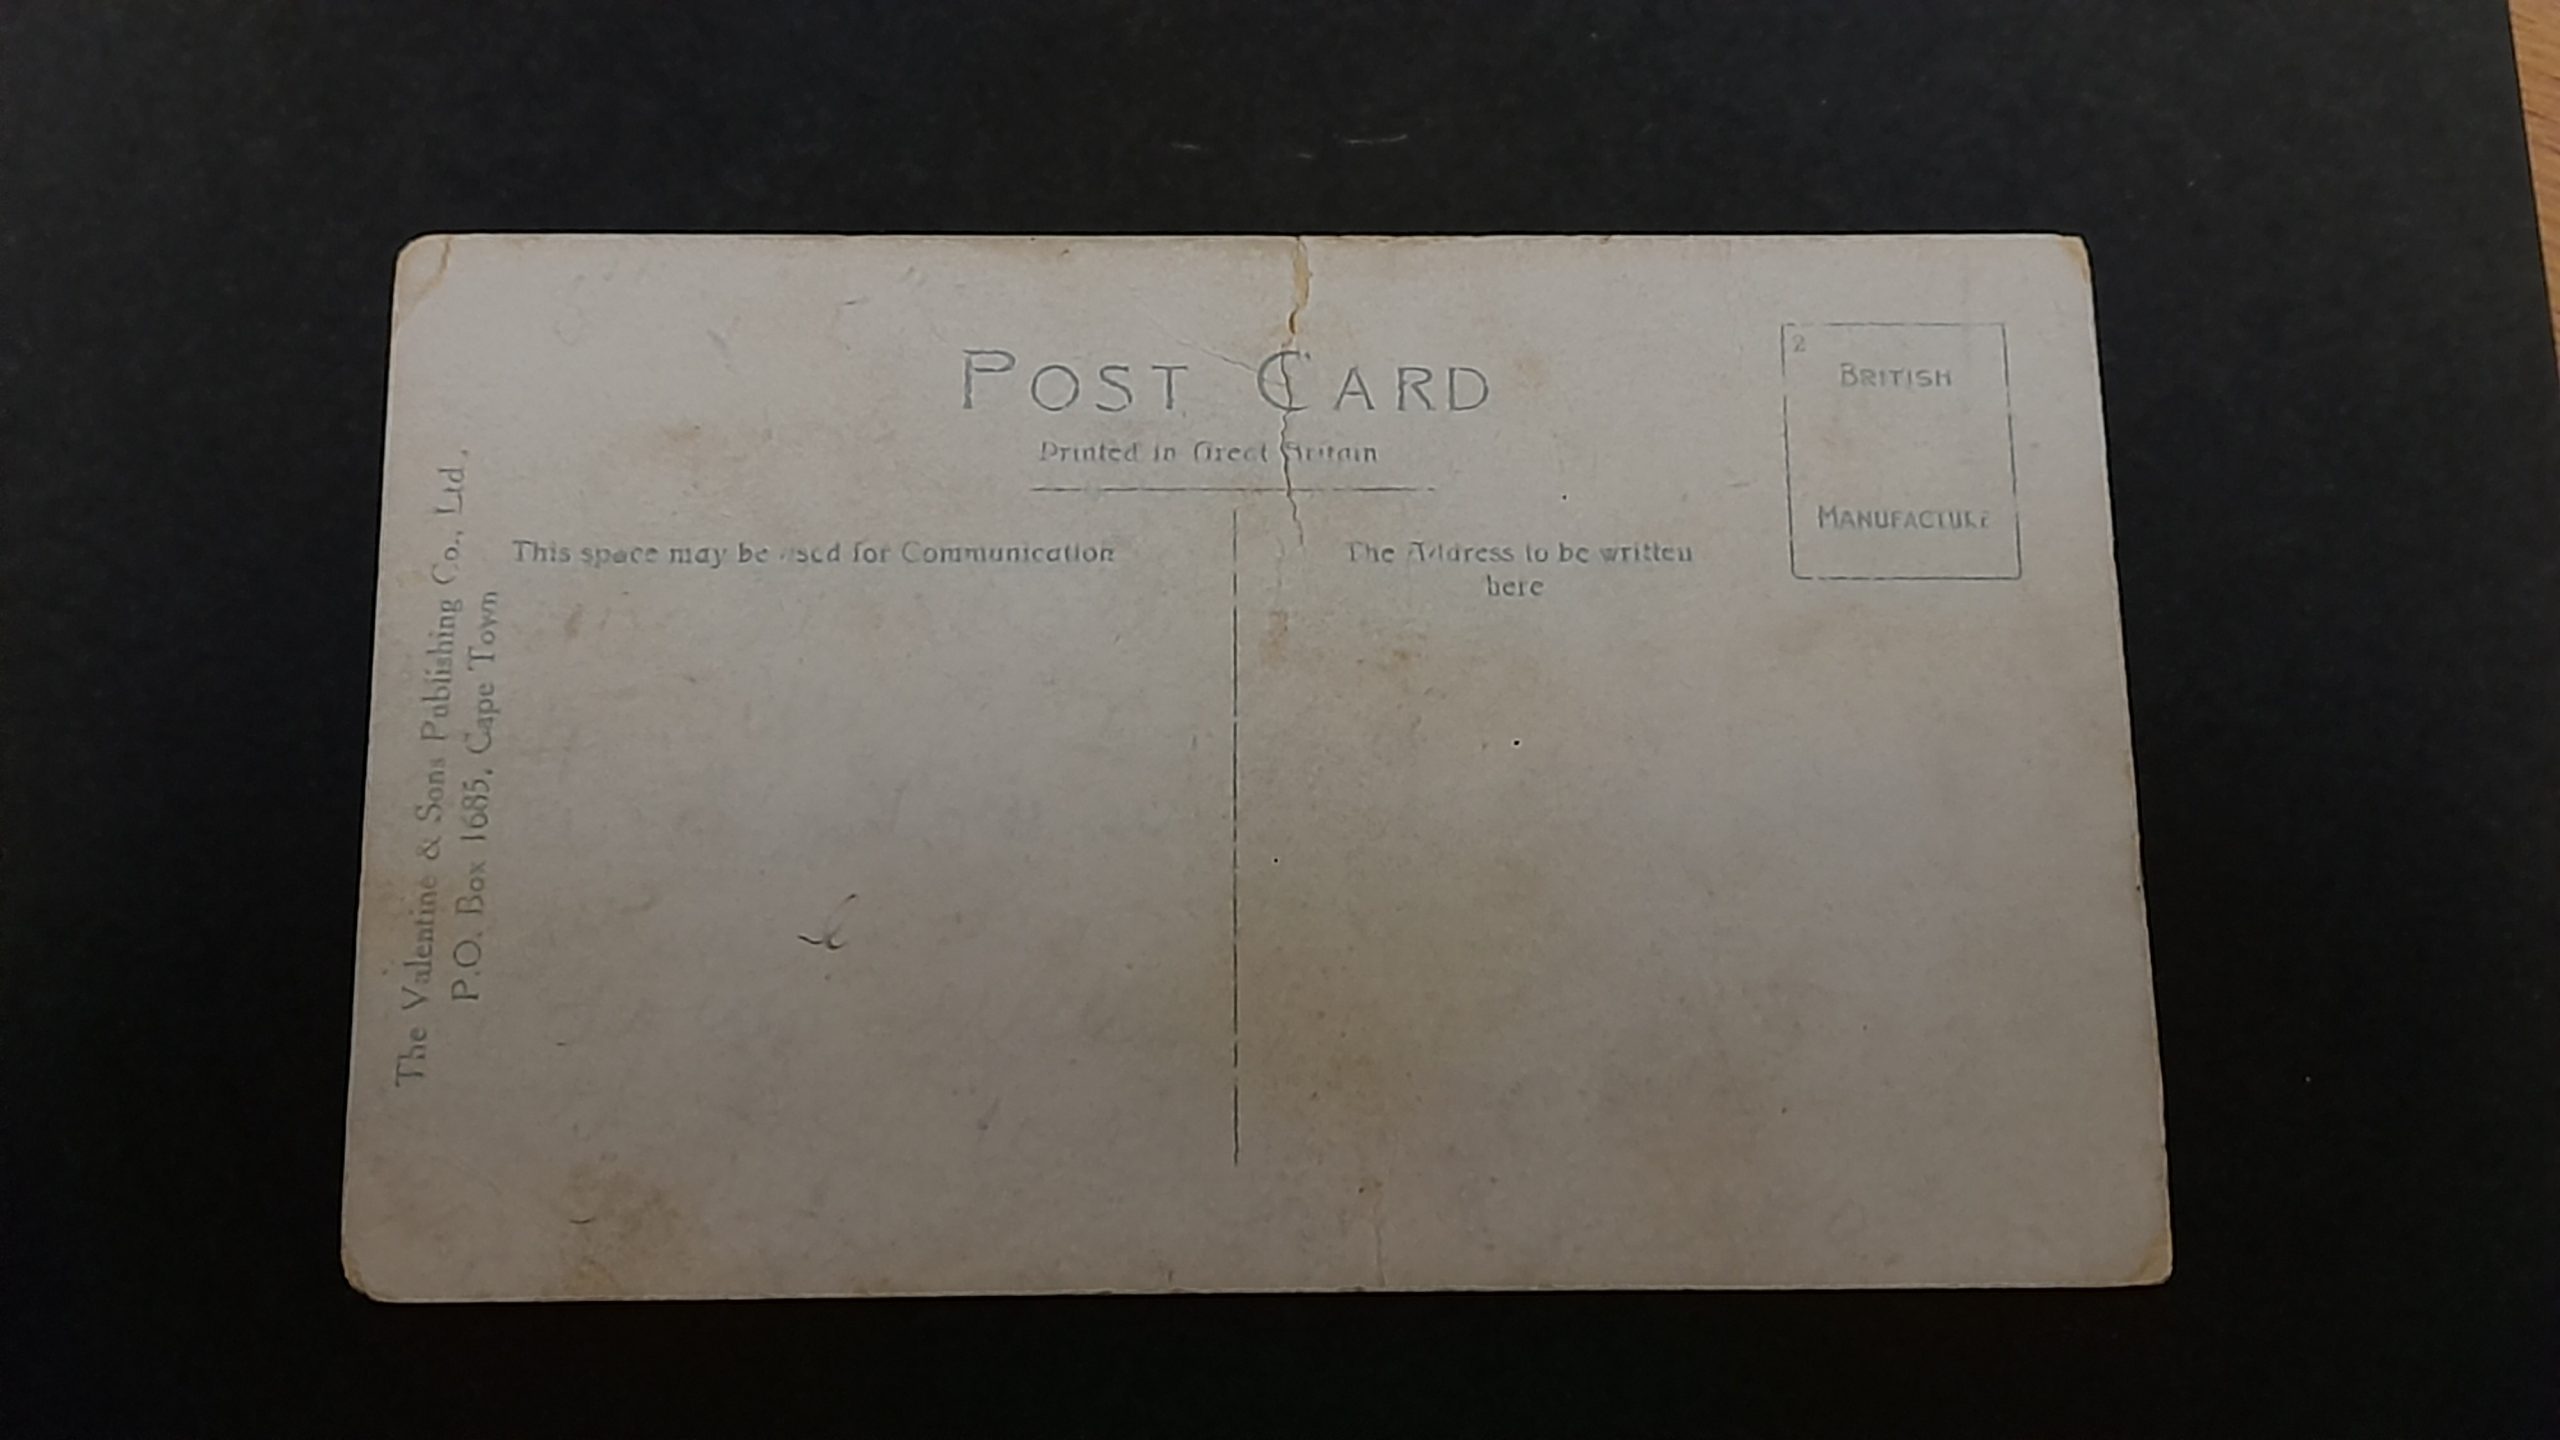 POST CARD
Printed in Great Britain
2
BRITISH
MANUFACTURE
This space may be used for Communication
The Address to be written
here
The Valentine & Sons Publishing Co., Ltd.,
P.O. Box 1685, Cape Town